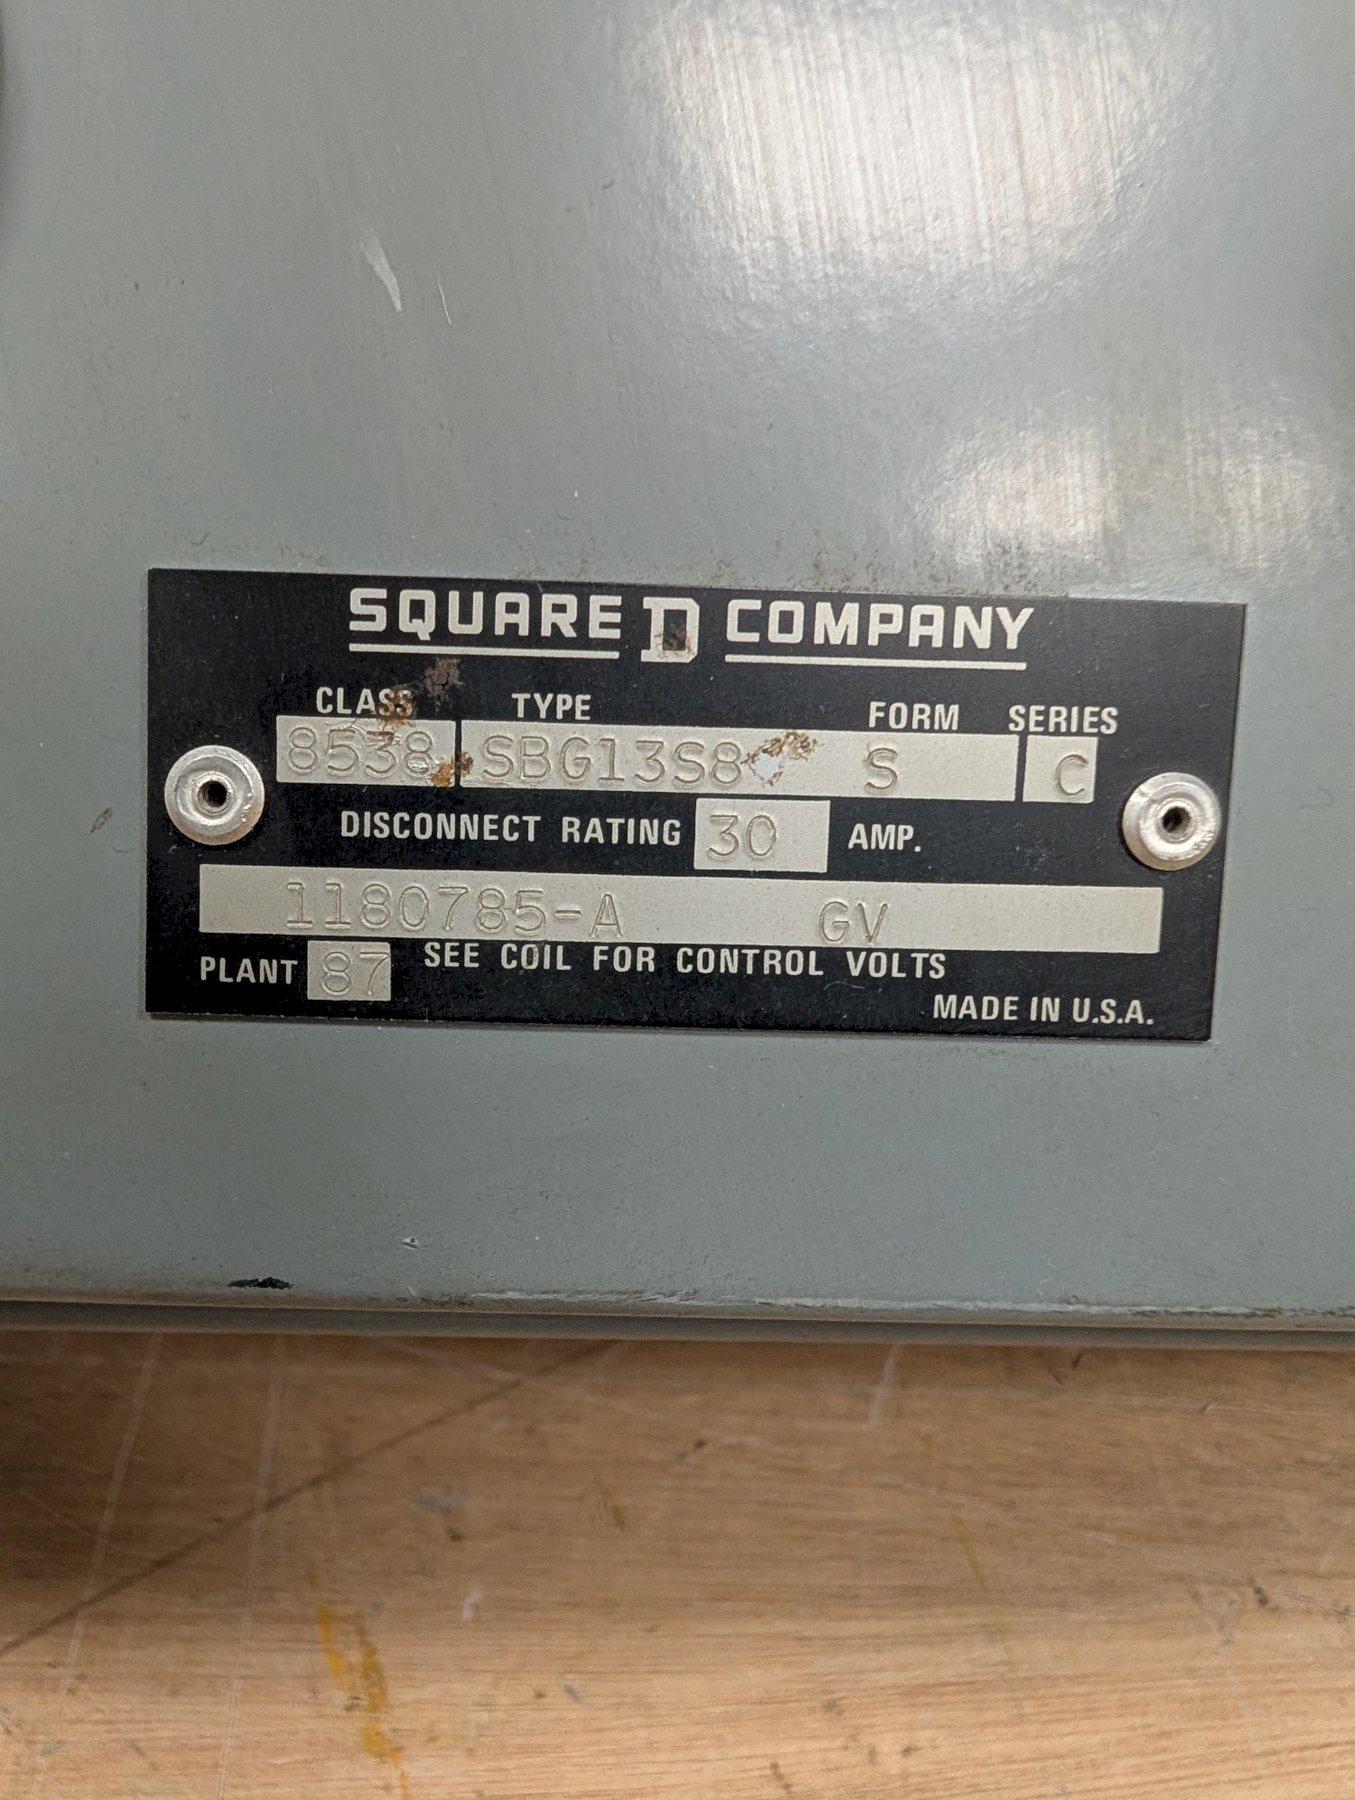 SQUARE D COMPANY
CLASS TYPE FORM SERIES
8538 SBG13S8 S C
DISCONNECT RATING 30 AMP.
1180785-A GV
PLANT 87 SEE COIL FOR CONTROL VOLTS
MADE IN U.S.A.